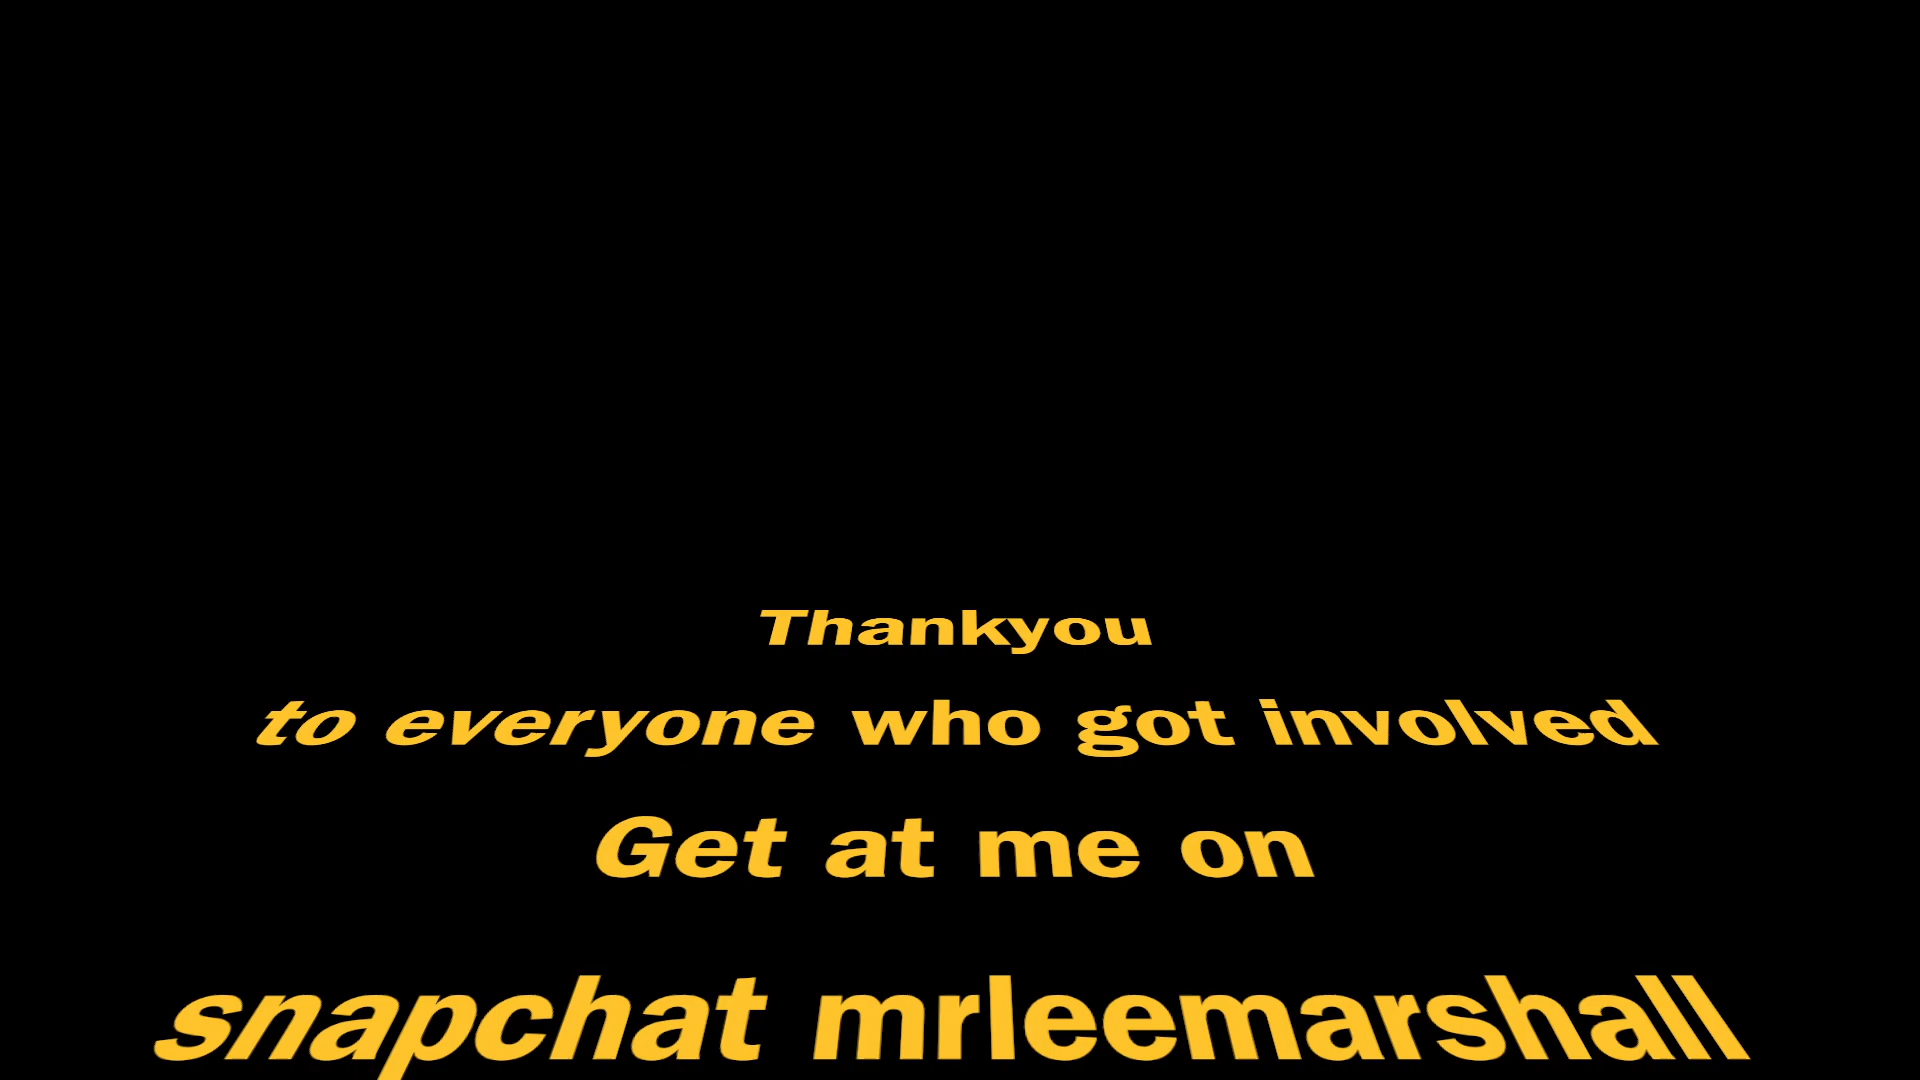 Thankyou
to everyone who got involved
Get at me on
snapchat mrleemarshall